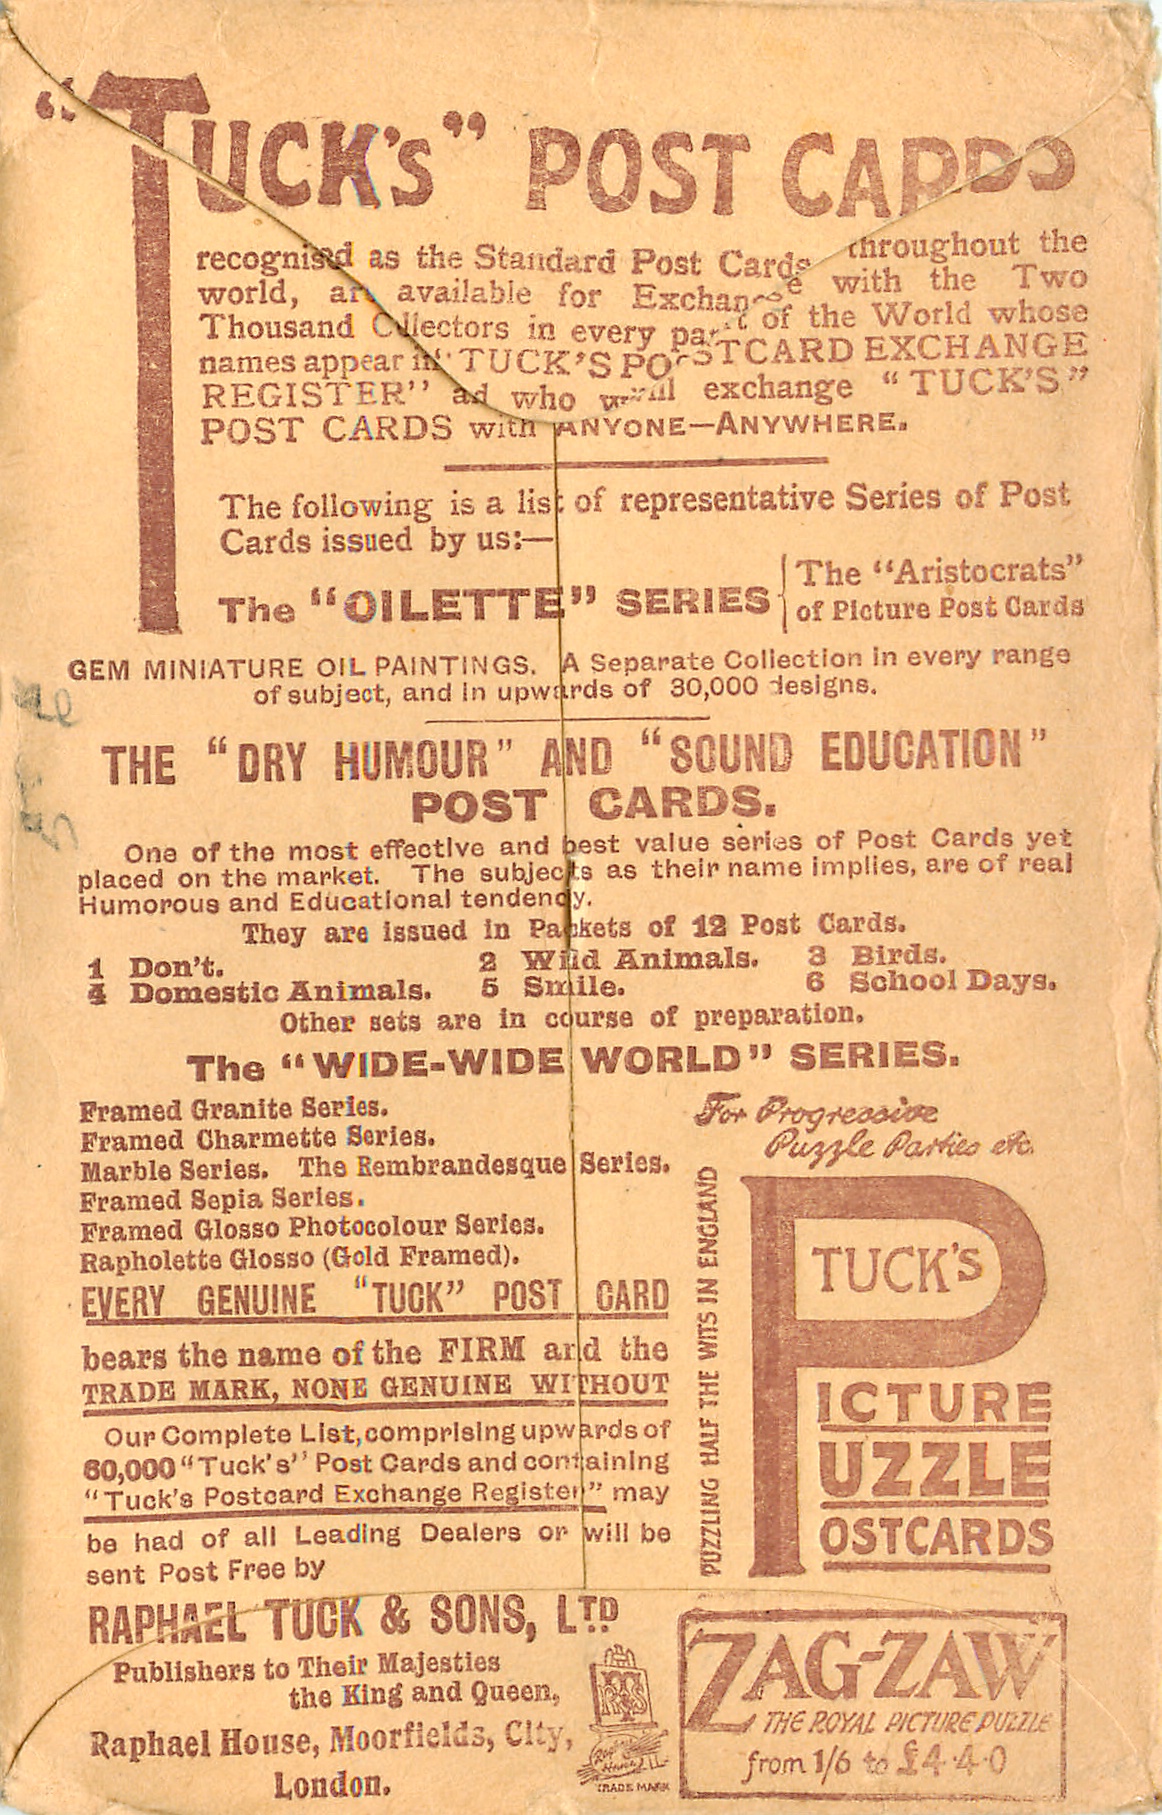 "TUCK's" POST CARDS
recognised as the Standard Post Cards throughout the
world, are available for Exchange with the Two
Thousand Collectors in every part of the World whose
names appear in "TUCK'S POSTCARD EXCHANGE
REGISTER" and who will exchange "TUCK'S"
POST CARDS with ANYONE—ANYWHERE.
The following is a list of representative Series of Post
Cards issued by us:—
The "OILETTE" SERIES { The "Aristocrats"
of Picture Post Cards
GEM MINIATURE OIL PAINTINGS. A Separate Collection in every range
of subject, and in upwards of 30,000 designs.
THE "DRY HUMOUR" AND "SOUND EDUCATION"
POST CARDS.
One of the most effective and best value series of Post Cards yet
placed on the market. The subjects as their name implies, are of real
Humorous and Educational tendency.
They are issued in Packets of 12 Post Cards.
1 Don't. 2 Wild Animals. 3 Birds.
4 Domestic Animals. 5 Smile. 6 School Days.
Other sets are in course of preparation.
The "WIDE-WIDE WORLD" SERIES.
Framed Granite Series.
Framed Charmette Series.
Marble Series. The Rembrandesque Series.
Framed Sepia Series.
Framed Glosso Photocolour Series.
Rapholette Glosso (Gold Framed).
EVERY GENUINE "TUCK" POST CARD
bears the name of the FIRM and the
TRADE MARK, NONE GENUINE WITHOUT
Our Complete List, comprising upwards of
60,000 "Tuck's" Post Cards and containing
"Tuck's Postcard Exchange Register" may
be had of all Leading Dealers or will be
sent Post Free by
RAPHAEL TUCK & SONS, LTD
Publishers to Their Majesties
the King and Queen,
Raphael House, Moorfields, City,
London.
For Progressive
Puzzle Parties etc.
PUZZLING HALF THE WITS IN ENGLAND
TUCK'S
PICTURE
PUZZLE
POSTCARDS
TRADE MARK
ZAG-ZAW
THE ROYAL PICTURE PUZZLE
from 1/6 to £4·4·0